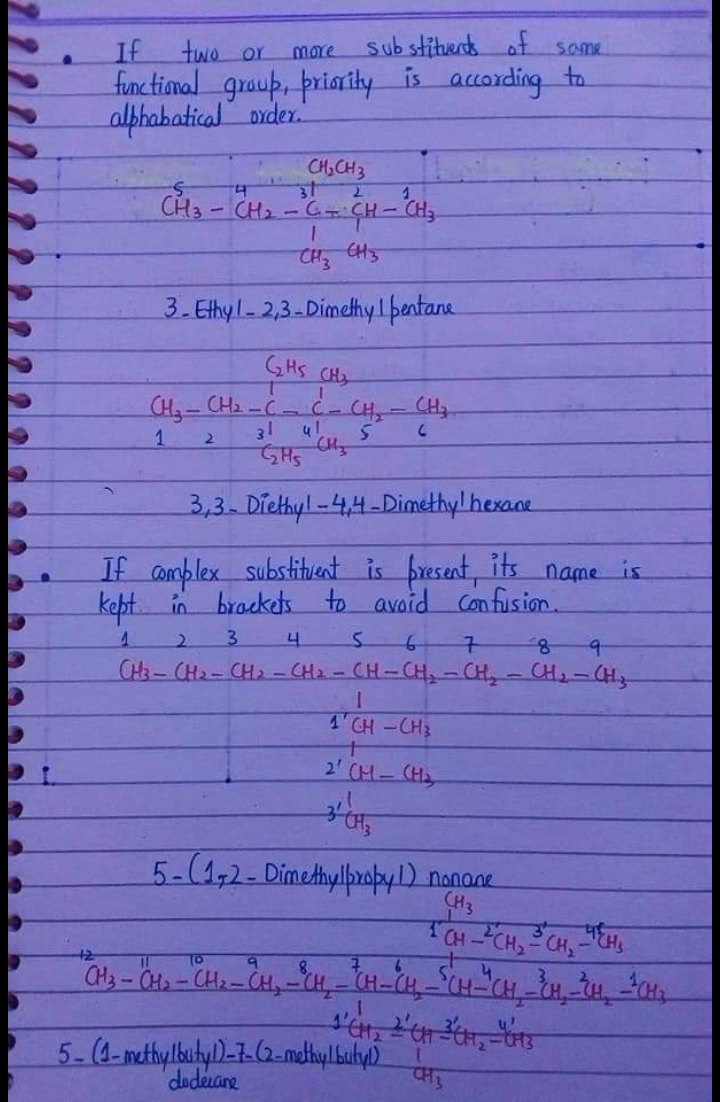 If two or more substituents of same
functional group, priority is according to
alphabatical order.
CH2CH3
5 4 3 2 1
CH3 - CH2 - C - CH - CH3
CH3 CH3
3-Ethyl-2,3-Dimethylpentane
C2H5 CH3
CH3 - CH2 - C - C - CH2 - CH3
1 2 3 4 5 6
C2H5 CH3
3,3-Diethyl-4,4-Dimethylhexane
If complex substituent is present, its name is
kept in brackets to avoid confusion.
1 2 3 4 5 6 7 8 9
CH3 - CH2 - CH2 - CH2 - CH - CH2 - CH2 - CH2 - CH3
1' CH - CH3
2' CH - CH3
3' CH3
5-(1,2-Dimethylpropyl) nonane
CH3
1' 2' 3' 4'
CH - CH2 - CH2 - CH3
12 11 10 9 8 7 6 5 4 3 2 1
CH3 - CH2 - CH2 - CH2 - CH2 - CH - CH2 - CH - CH2 - CH2 - CH2 - CH3
1' CH2 2' CH 3' CH2 4' CH3
5-(1-methylbutyl)-7-(2-methylbutyl)
dodecane
CH3